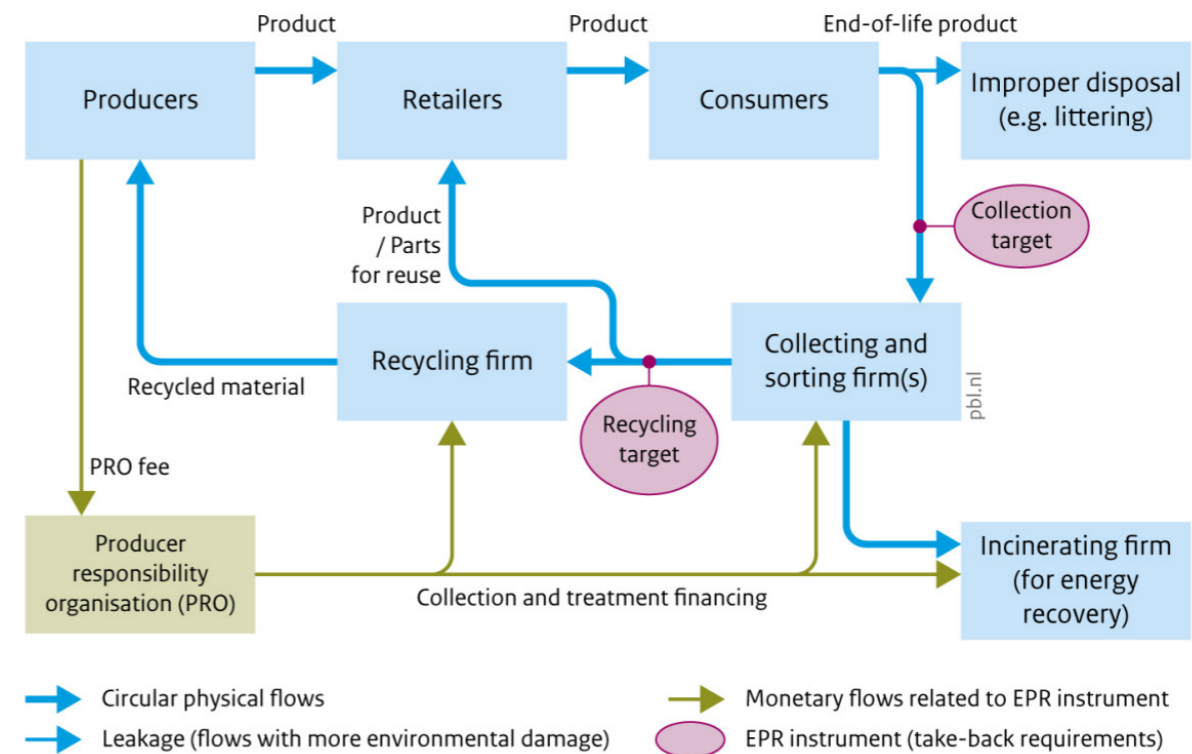 Product
Product
End-of-life product
Producers
Retailers
Consumers
Improper disposal
(e.g. littering)
Collection
target
Product
/ Parts
for reuse
Recycling firm
Collecting and
sorting firm(s)
pbl.nl
Recycled material
Recycling
target
PRO fee
Producer
responsibility
organisation (PRO)
Collection and treatment financing
Incinerating firm
(for energy
recovery)
Circular physical flows
Monetary flows related to EPR instrument
Leakage (flows with more environmental damage)
EPR instrument (take-back requirements)